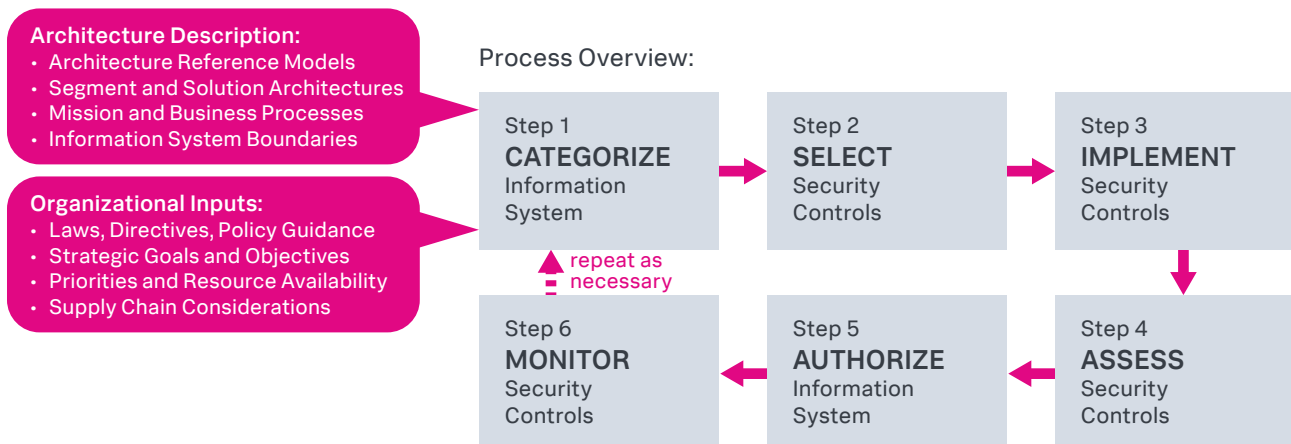 Architecture Description:
• Architecture Reference Models
• Segment and Solution Architectures
• Mission and Business Processes
• Information System Boundaries
Organizational Inputs:
• Laws, Directives, Policy Guidance
• Strategic Goals and Objectives
• Priorities and Resource Availability
• Supply Chain Considerations
Process Overview:
Step 1
CATEGORIZE
Information
System
Step 2
SELECT
Security
Controls
Step 3
IMPLEMENT
Security
Controls
Step 4
ASSESS
Security
Controls
Step 5
AUTHORIZE
Information
System
Step 6
MONITOR
Security
Controls
repeat as
necessary